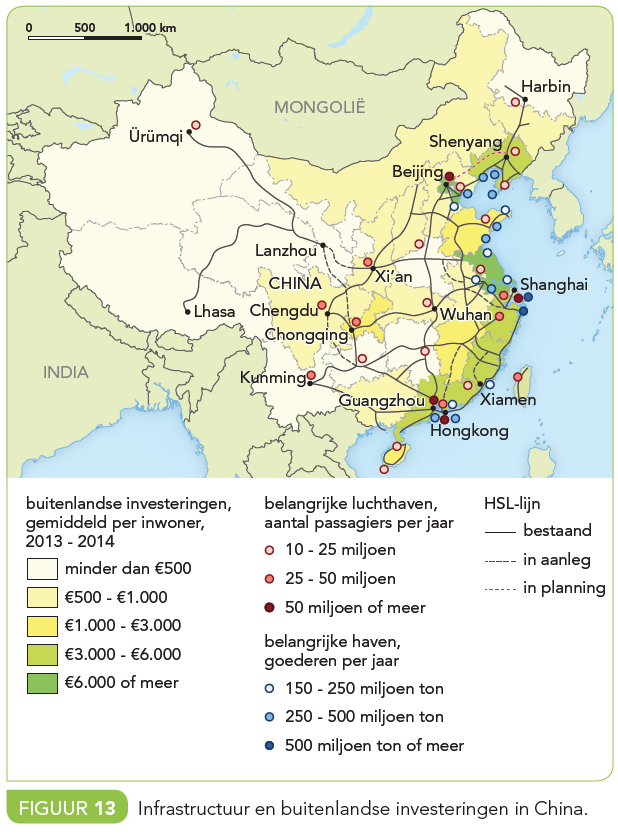 0 500 1.000 km
Harbin
MONGOLIË
Ürümqi
Shenyang
Beijing
Lanzhou
Xi'an
CHINA
Shanghai
Lhasa
Chengdu
Wuhan
Chongqing
INDIA
Kunming
Guangzhou
Xiamen
Hongkong
buitenlandse investeringen,
gemiddeld per inwoner,
2013 - 2014
minder dan €500
€500 - €1.000
€1.000 - €3.000
€3.000 - €6.000
€6.000 of meer
belangrijke luchthaven,
aantal passagiers per jaar
10 - 25 miljoen
25 - 50 miljoen
50 miljoen of meer
belangrijke haven,
goederen per jaar
150 - 250 miljoen ton
250 - 500 miljoen ton
500 miljoen ton of meer
HSL-lijn
bestaand
in aanleg
in planning
FIGUUR 13 Infrastructuur en buitenlandse investeringen in China.